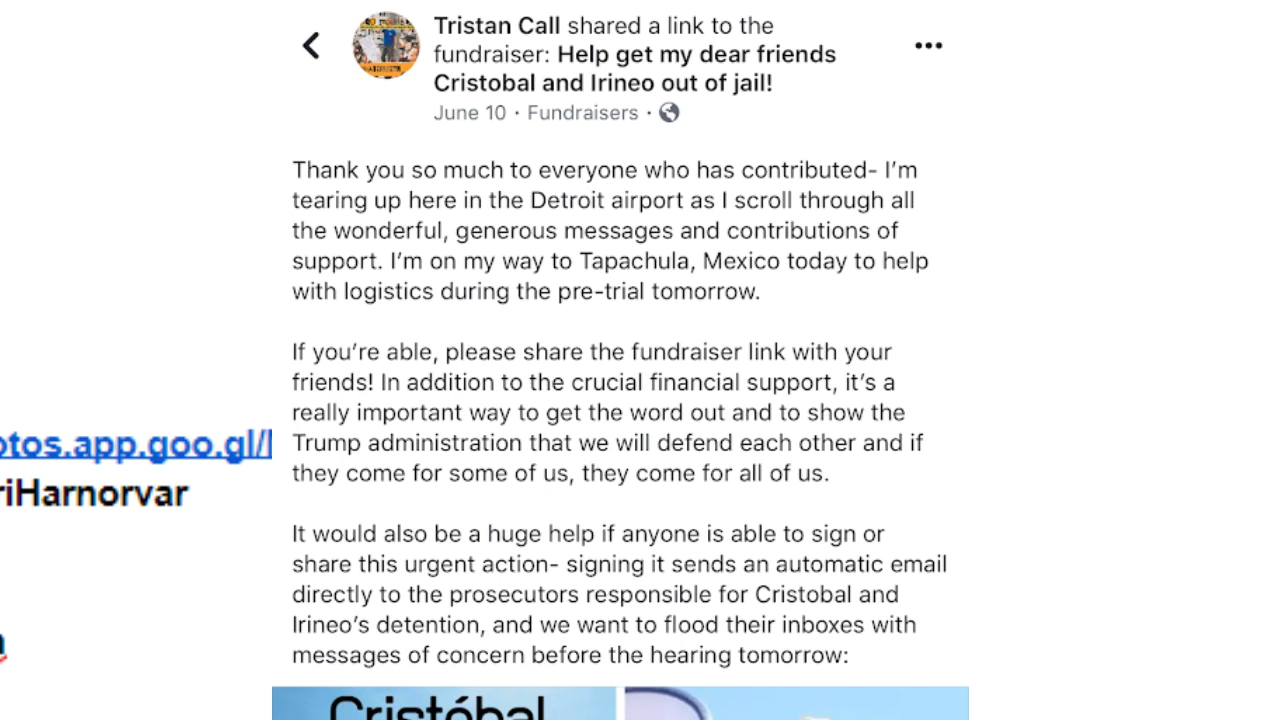 Tristan Call shared a link to the
fundraiser: Help get my dear friends
Cristobal and Irineo out of jail!
June 10 · Fundraisers ·
Thank you so much to everyone who has contributed- I'm
tearing up here in the Detroit airport as I scroll through all
the wonderful, generous messages and contributions of
support. I'm on my way to Tapachula, Mexico today to help
with logistics during the pre-trial tomorrow.
If you're able, please share the fundraiser link with your
friends! In addition to the crucial financial support, it's a
really important way to get the word out and to show the
Trump administration that we will defend each other and if
they come for some of us, they come for all of us.
It would also be a huge help if anyone is able to sign or
share this urgent action- signing it sends an automatic email
directly to the prosecutors responsible for Cristobal and
Irineo's detention, and we want to flood their inboxes with
messages of concern before the hearing tomorrow:
Cristóbal
otos.app.goo.gl/
riHarnorvar